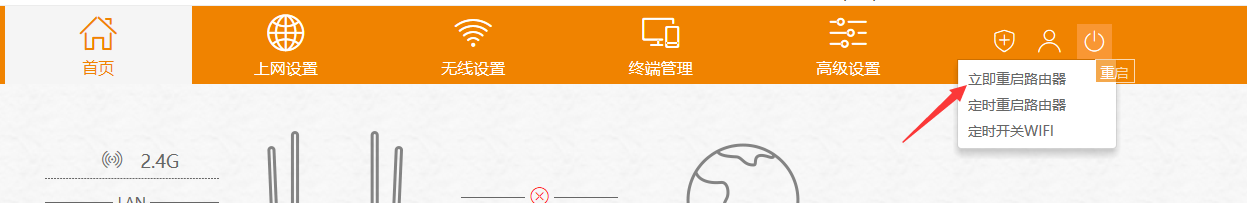 首页
上网设置
无线设置
终端管理
高级设置
重启
立即重启路由器
定时重启路由器
定时开关WIFI
2.4G
LAN